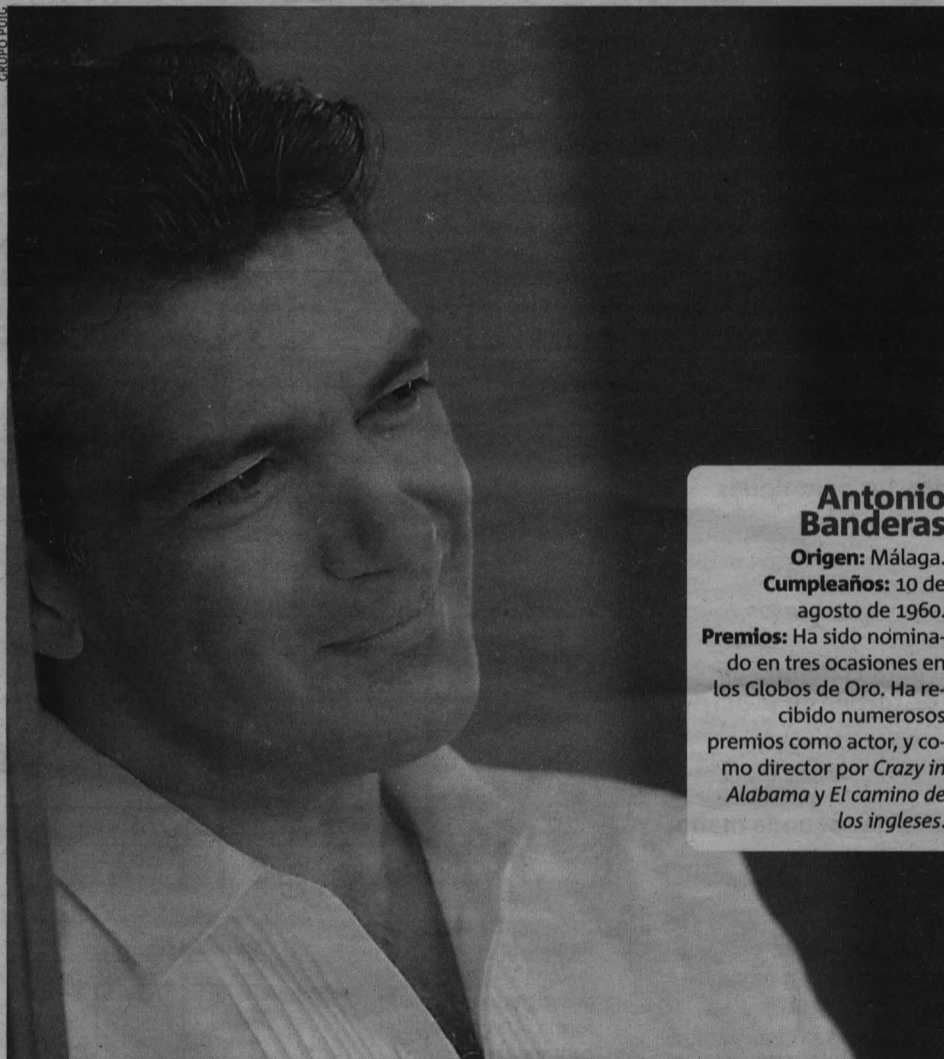 GRUPO PUIG
Antonio
Banderas
Origen: Málaga.
Cumpleaños: 10 de
agosto de 1960.
Premios: Ha sido nomina-
do en tres ocasiones en
los Globos de Oro. Ha re-
cibido numerosos
premios como actor, y co-
mo director por Crazy in
Alabama y El camino de
los ingleses.